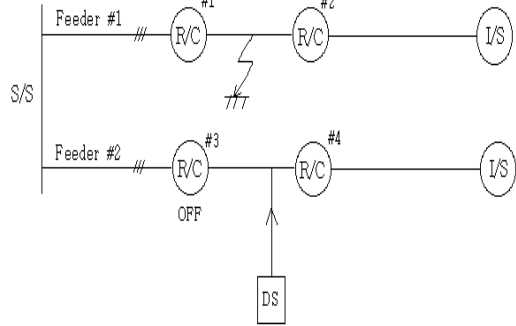 #1
#2
Feeder #1
R/C
R/C
I/S
S/S
#3
#4
Feeder #2
R/C
R/C
I/S
OFF
DS